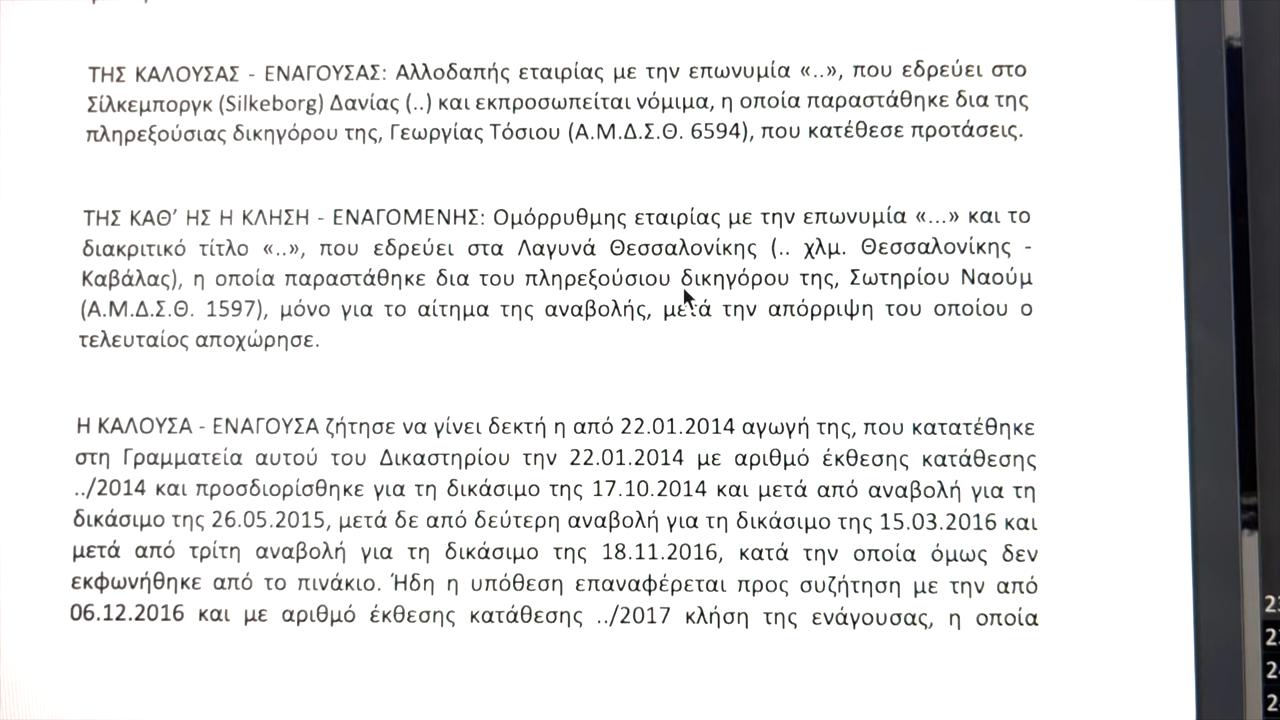 ΤΗΣ ΚΑΛΟΥΣΑΣ - ΕΝΑΓΟΥΣΑΣ: Αλλοδαπής εταιρίας με την επωνυμία «..», που εδρεύει στο
Σίλκεμποργκ (Silkeborg) Δανίας (..) και εκπροσωπείται νόμιμα, η οποία παραστάθηκε δια της
πληρεξούσιας δικηγόρου της, Γεωργίας Τόσιου (Α.Μ.Δ.Σ.Θ. 6594), που κατέθεσε προτάσεις.
ΤΗΣ ΚΑΘ’ ΗΣ Η ΚΛΗΣΗ - ΕΝΑΓΟΜΕΝΗΣ: Ομόρρυθμης εταιρίας με την επωνυμία «...» και το
διακριτικό τίτλο «..», που εδρεύει στα Λαγυνά Θεσσαλονίκης (.. χλμ. Θεσσαλονίκης -
Καβάλας), η οποία παραστάθηκε δια του πληρεξούσιου δικηγόρου της, Σωτηρίου Ναούμ
(Α.Μ.Δ.Σ.Θ. 1597), μόνο για το αίτημα της αναβολής, μετά την απόρριψη του οποίου ο
τελευταίος αποχώρησε.
Η ΚΑΛΟΥΣΑ - ΕΝΑΓΟΥΣΑ ζήτησε να γίνει δεκτή η από 22.01.2014 αγωγή της, που κατατέθηκε
στη Γραμματεία αυτού του Δικαστηρίου την 22.01.2014 με αριθμό έκθεσης κατάθεσης
../2014 και προσδιορίσθηκε για τη δικάσιμο της 17.10.2014 και μετά από αναβολή για τη
δικάσιμο της 26.05.2015, μετά δε από δεύτερη αναβολή για τη δικάσιμο της 15.03.2016 και
μετά από τρίτη αναβολή για τη δικάσιμο της 18.11.2016, κατά την οποία όμως δεν
εκφωνήθηκε από το πινάκιο. Ήδη η υπόθεση επαναφέρεται προς συζήτηση με την από
06.12.2016 και με αριθμό έκθεσης κατάθεσης ../2017 κλήση της ενάγουσας, η οποία